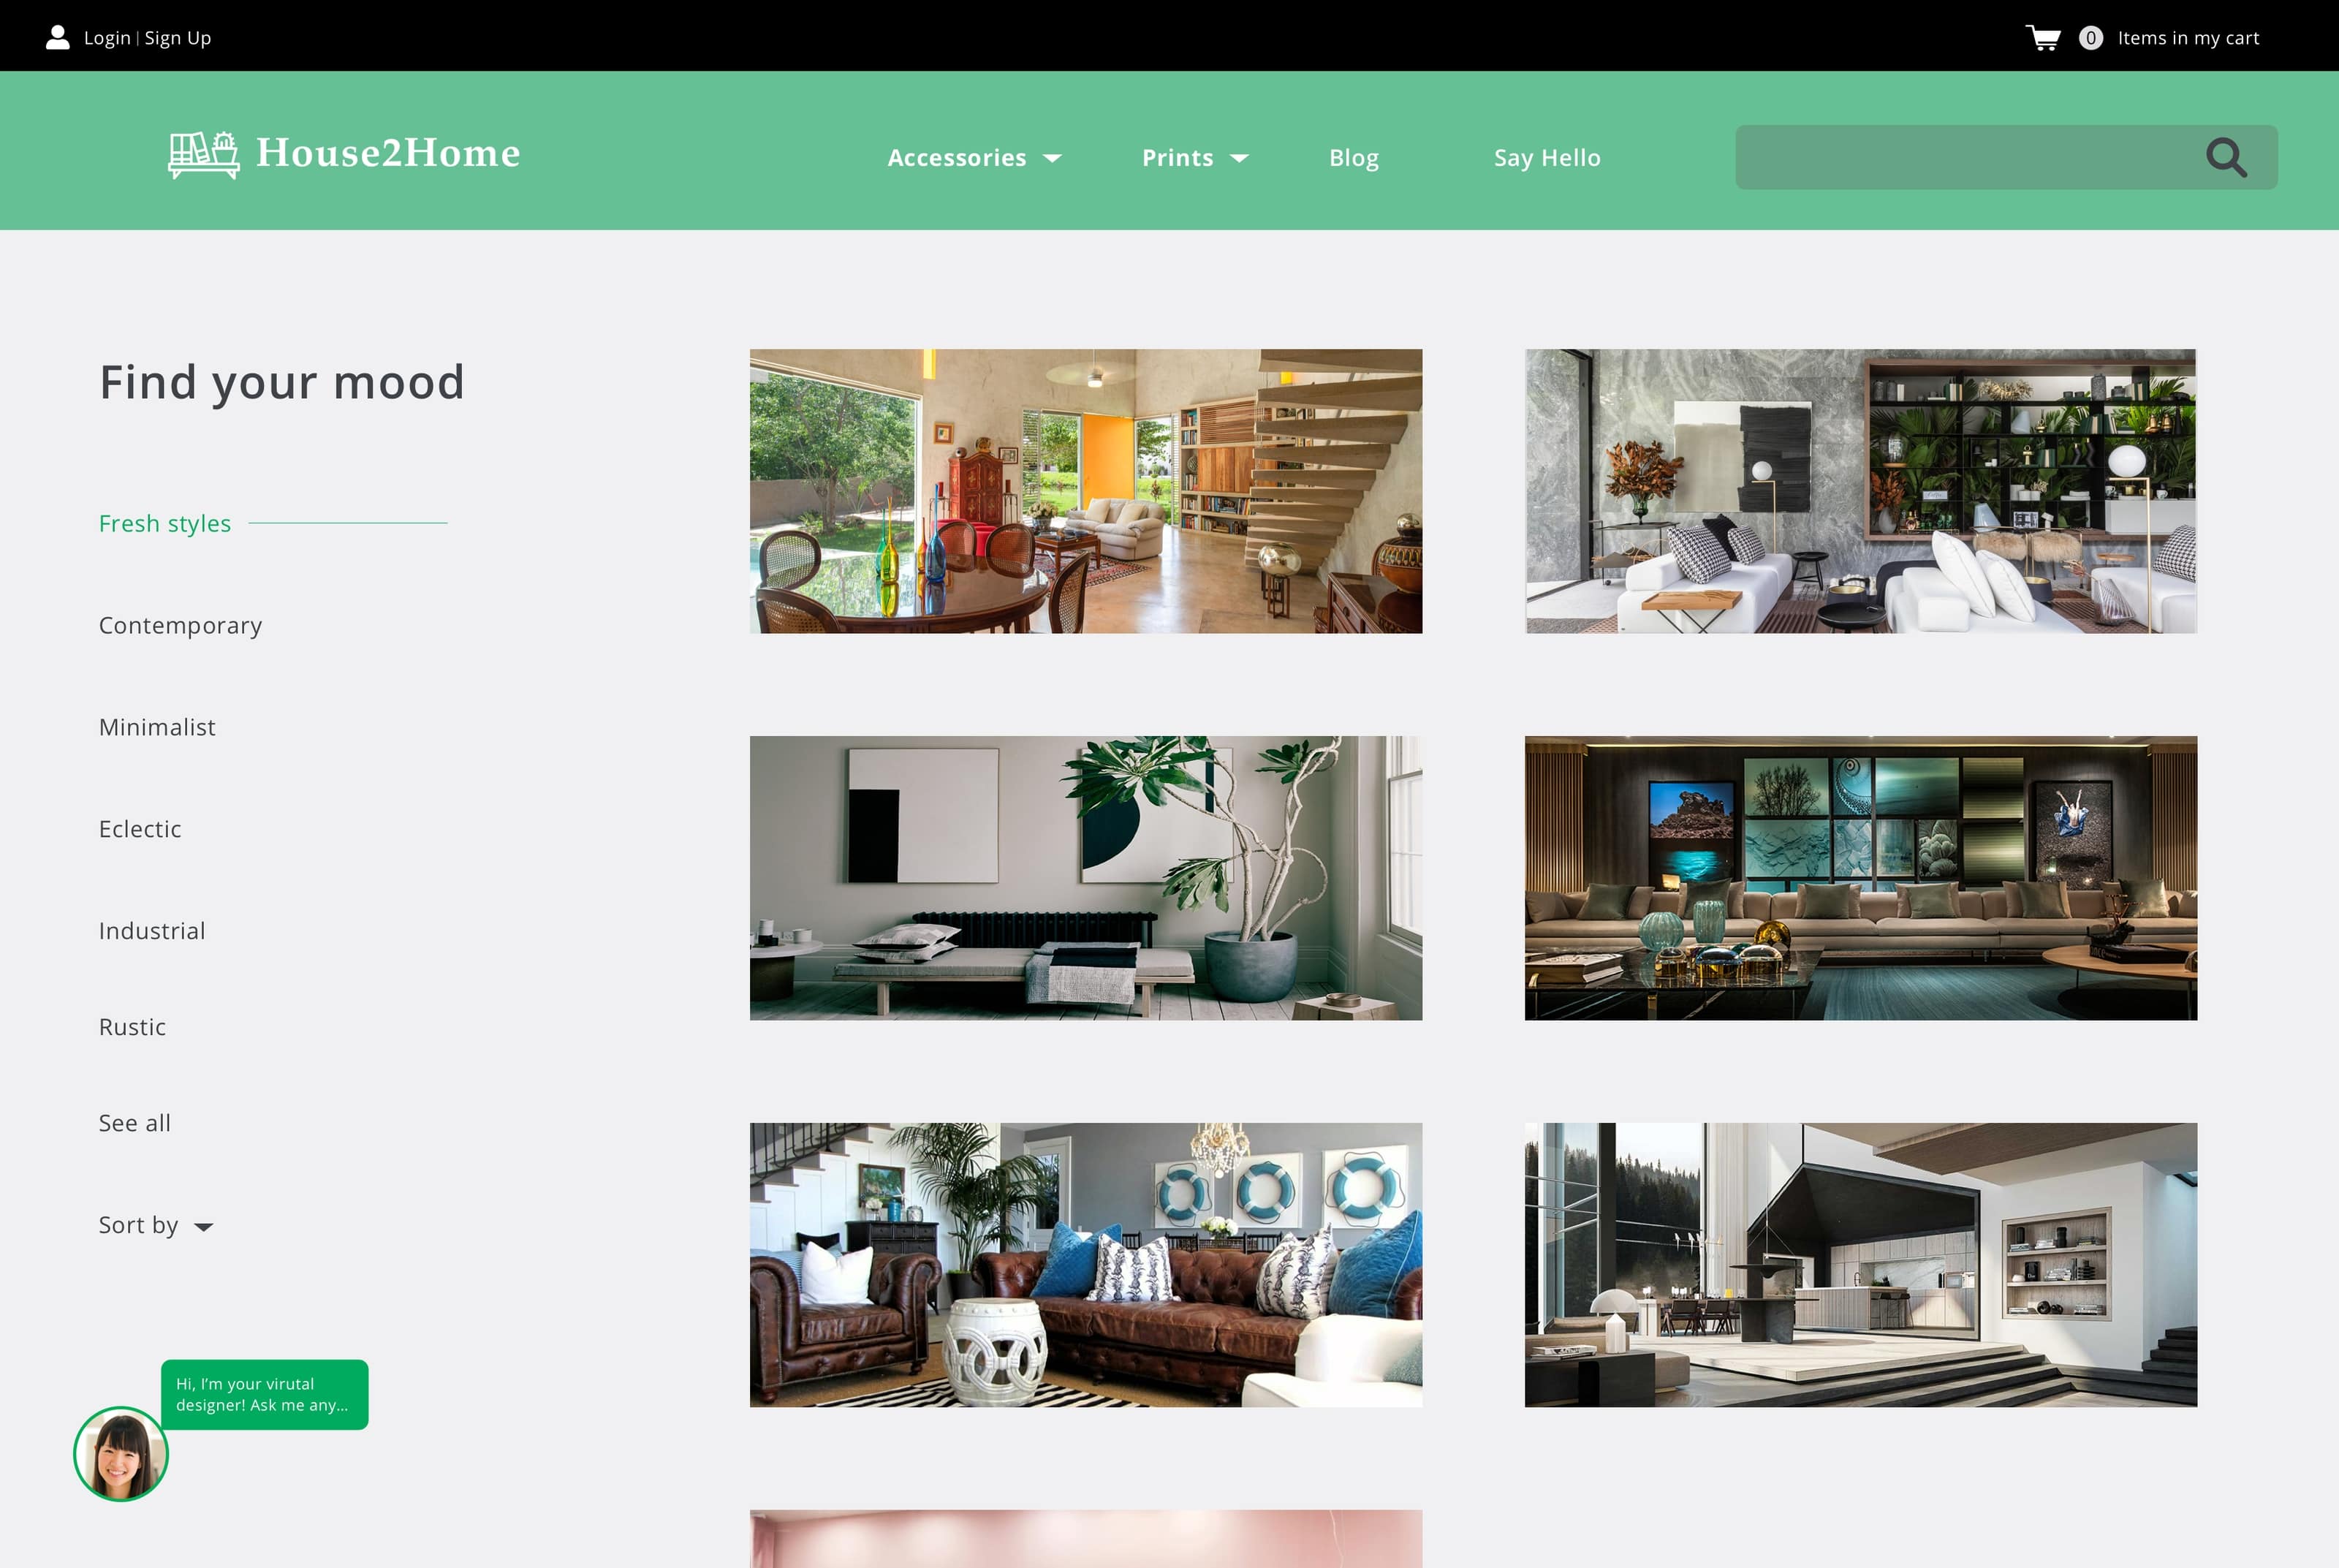 Login | Sign Up
0 Items in my cart
House2Home
Accessories
Prints
Blog
Say Hello
Find your mood
Fresh styles
Contemporary
Minimalist
Eclectic
Industrial
Rustic
See all
Sort by
Hi, I’m your virutal
designer! Ask me any...